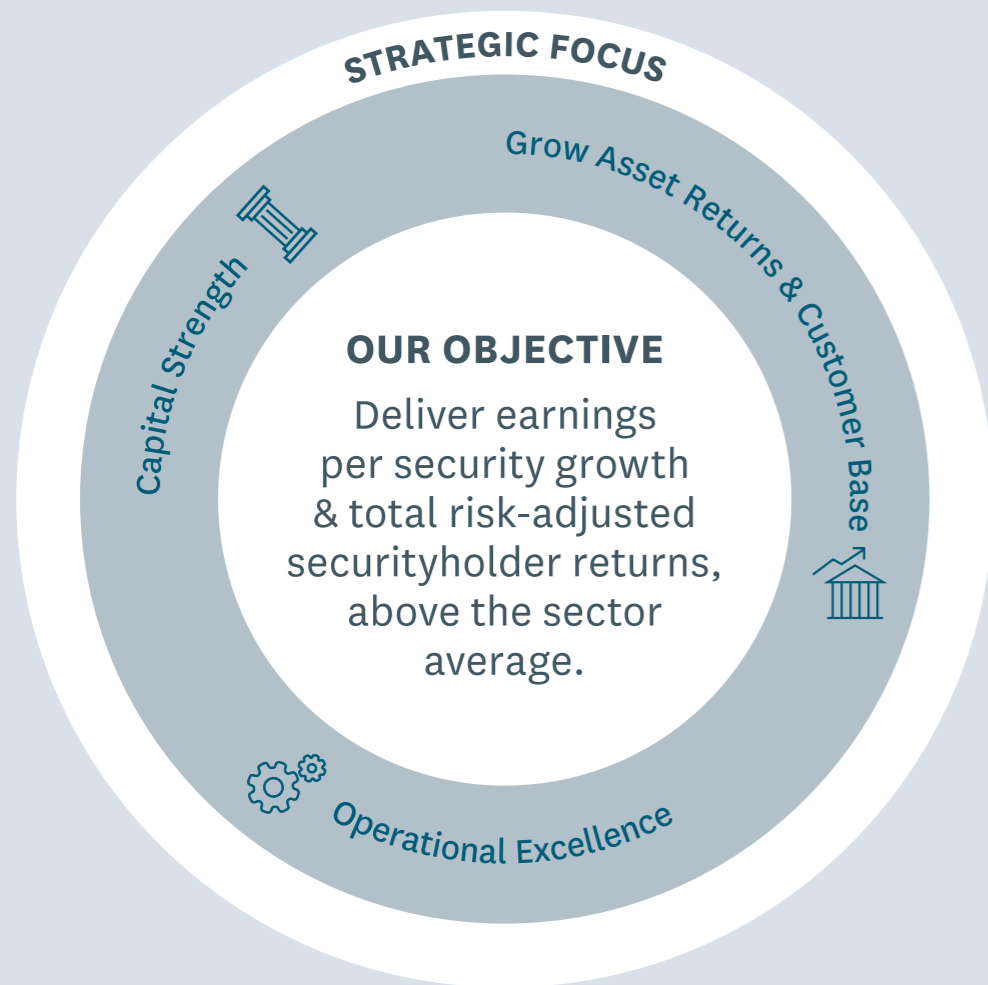 STRATEGIC FOCUS
Grow Asset Returns & Customer Base
Capital Strength
OUR OBJECTIVE
Deliver earnings
per security growth
& total risk-adjusted
securityholder returns,
above the sector
average.
Operational Excellence